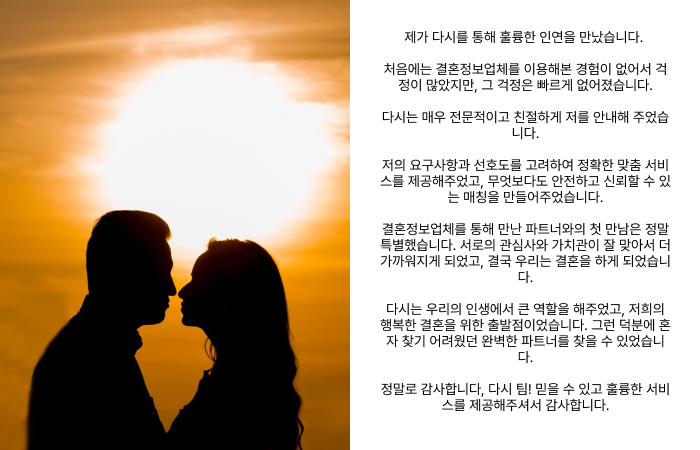 제가 다시를 통해 훌륭한 인연을 만났습니다.
처음에는 결혼정보업체를 이용해본 경험이 없어서 걱
정이 많았지만, 그 걱정은 빠르게 없어졌습니다.
다시는 매우 전문적이고 친절하게 저를 안내해 주었습
니다.
저의 요구사항과 선호도를 고려하여 정확한 맞춤 서비
스를 제공해주었고, 무엇보다도 안전하고 신뢰할 수 있
는 매칭을 만들어주었습니다.
결혼정보업체를 통해 만난 파트너와의 첫 만남은 정말
특별했습니다. 서로의 관심사와 가치관이 잘 맞아서 더
가까워지게 되었고, 결국 우리는 결혼을 하게 되었습니
다.
다시는 우리의 인생에서 큰 역할을 해주었고, 저희의
행복한 결혼을 위한 출발점이었습니다. 그런 덕분에 혼
자 찾기 어려웠던 완벽한 파트너를 찾을 수 있었습니
다.
정말로 감사합니다, 다시 팀! 믿을 수 있고 훌륭한 서비
스를 제공해주셔서 감사합니다.